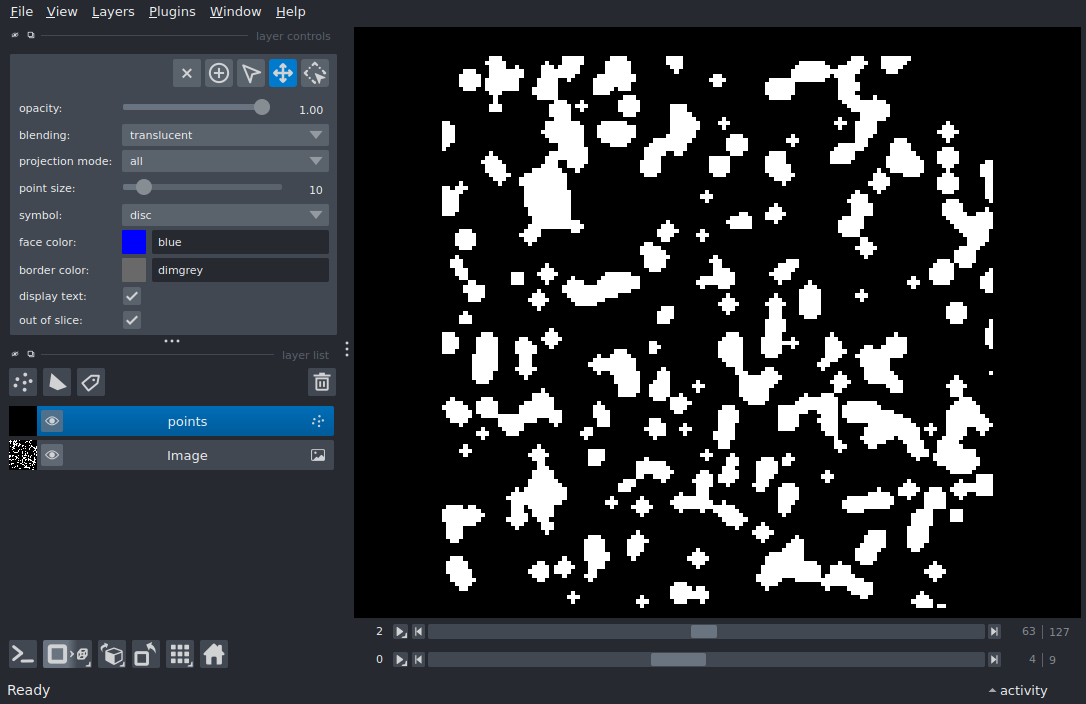 File View Layers Plugins Window Help
layer controls
opacity: 1.00
blending: translucent
projection mode: all
point size: 10
symbol: disc
face color: blue
border color: dimgrey
display text:
out of slice:
layer list
points
Image
2 63 127
0 4 9
Ready activity